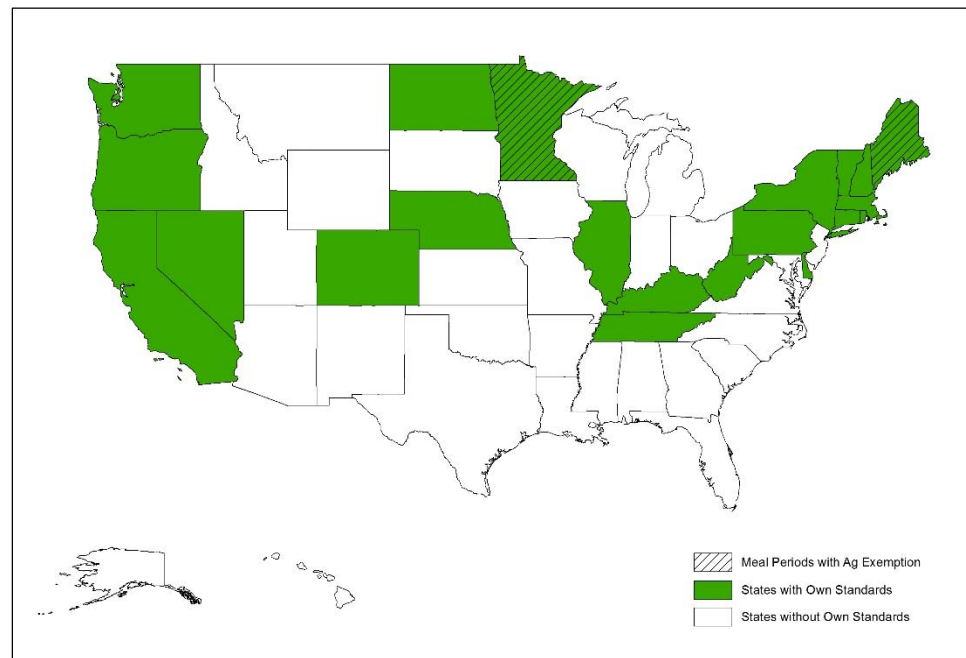 Meal Periods with Ag Exemption
States with Own Standards
States without Own Standards